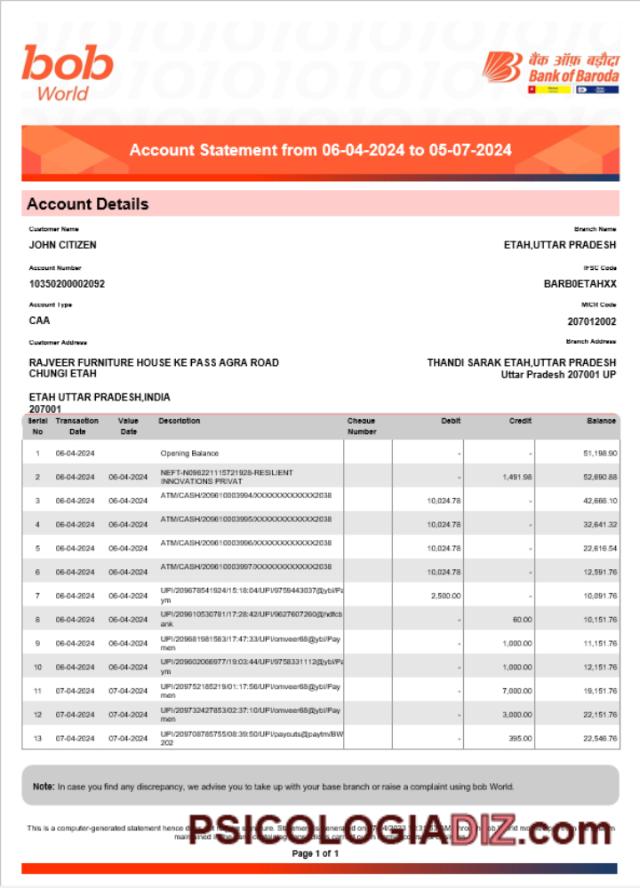 bob
World
बैंक ऑफ़ बड़ौदा
Bank of Baroda
Account Statement from 06-04-2024 to 05-07-2024
Account Details
Customer Name
Branch Name
JOHN CITIZEN
ETAH,UTTAR PRADESH
Account Number
IFSC Code
10350200002092
BARB0ETAHXX
Account Type
MICR Code
CAA
207012002
Customer Address
Branch Address
RAJVEER FURNITURE HOUSE KE PASS AGRA ROAD
CHUNGI ETAH
THANDI SARAK ETAH,UTTAR PRADESH
Uttar Pradesh 207001 UP
ETAH UTTAR PRADESH,INDIA
207001
Serial No Transaction Date Value Date Description Cheque Number Debit Credit Balance
1 06-04-2024 Opening Balance - - 51,198.90
2 06-04-2024 06-04-2024 NEFT-N096221115721928-RESILIENT - 1,491.98 52,690.88
INNOVATIONS PRIVAT
3 06-04-2024 06-04-2024 ATM/CASH/209610003994/XXXXXXXXXXXX2038 10,024.78 - 42,666.10
4 06-04-2024 06-04-2024 ATM/CASH/209610003995/XXXXXXXXXXXX2038 10,024.78 - 32,641.32
5 06-04-2024 06-04-2024 ATM/CASH/209610003996/XXXXXXXXXXXX2038 10,024.78 - 22,616.54
6 06-04-2024 06-04-2024 ATM/CASH/209610003997/XXXXXXXXXXXX2038 10,024.78 - 12,591.76
7 06-04-2024 06-04-2024 UPI/209678541924/15:18:04/UPI/9759443037@ybl/Pa 2,500.00 - 10,091.76
ym
8 06-04-2024 06-04-2024 UPI/209610530781/17:28:42/UPI/9627607260@hdfcb - 60.00 10,151.76
ank
9 06-04-2024 06-04-2024 UPI/209681981563/17:47:33/UPI/omveer68@ybl/Pay - 1,000.00 11,151.76
men
10 06-04-2024 06-04-2024 UPI/209602066977/19:03:44/UPI/9758331112@ybl/Pa - 1,000.00 12,151.76
ym
11 07-04-2024 07-04-2024 UPI/209752185219/01:17:56/UPI/omveer68@ybl/Pay - 7,000.00 19,151.76
men
12 07-04-2024 07-04-2024 UPI/209732427853/02:37:10/UPI/omveer68@ybl/Pay - 3,000.00 22,151.76
men
13 07-04-2024 07-04-2024 UPI/209708785755/08:39:50/UPI/payouts@paytm/BW - 395.00 22,546.76
202
Note: In case you find any discrepancy, we advise you to take up with your base branch or raise a complaint using bob World.
This is a computer-generated statement hence
PSICOLOGIADIZ.com
Page 1 of 1